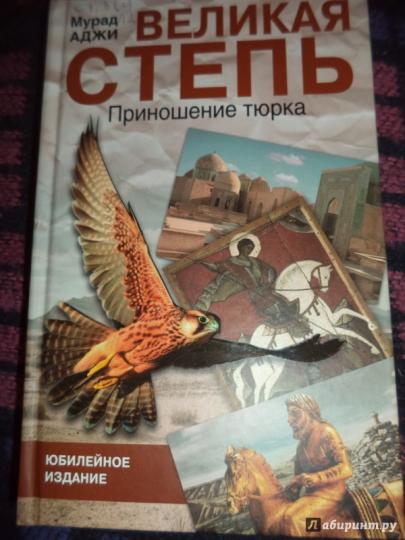 Мурад
АДЖИ
ВЕЛИКАЯ
СТЕПЬ
Приношение тюрка
ЮБИЛЕЙНОЕ
ИЗДАНИЕ
лабиринт.ру